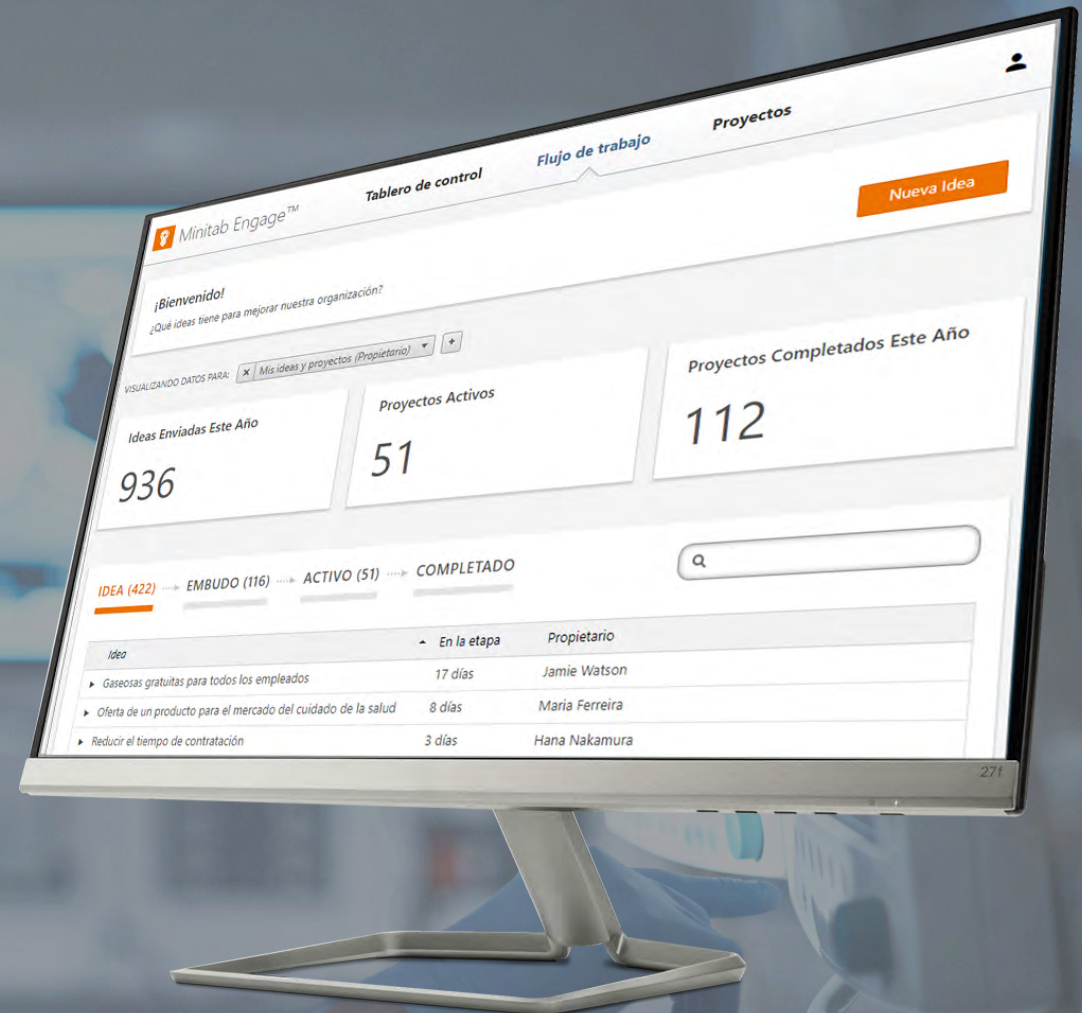 Tablero de control
Flujo de trabajo
Proyectos
Minitab Engage™
Nueva Idea
¡Bienvenido!
¿Qué ideas tiene para mejorar nuestra organización?
VISUALIZANDO DATOS PARA: x Mis ideas y proyectos (Propietario) +
Ideas Enviadas Este Año
936
Proyectos Activos
51
Proyectos Completados Este Año
112
IDEA (422) EMBUDO (116) ACTIVO (51) COMPLETADO
Idea En la etapa Propietario
Gaseosas gratuitas para todos los empleados 17 días Jamie Watson
Oferta de un producto para el mercado del cuidado de la salud 8 días Maria Ferreira
Reducir el tiempo de contratación 3 días Hana Nakamura
27f